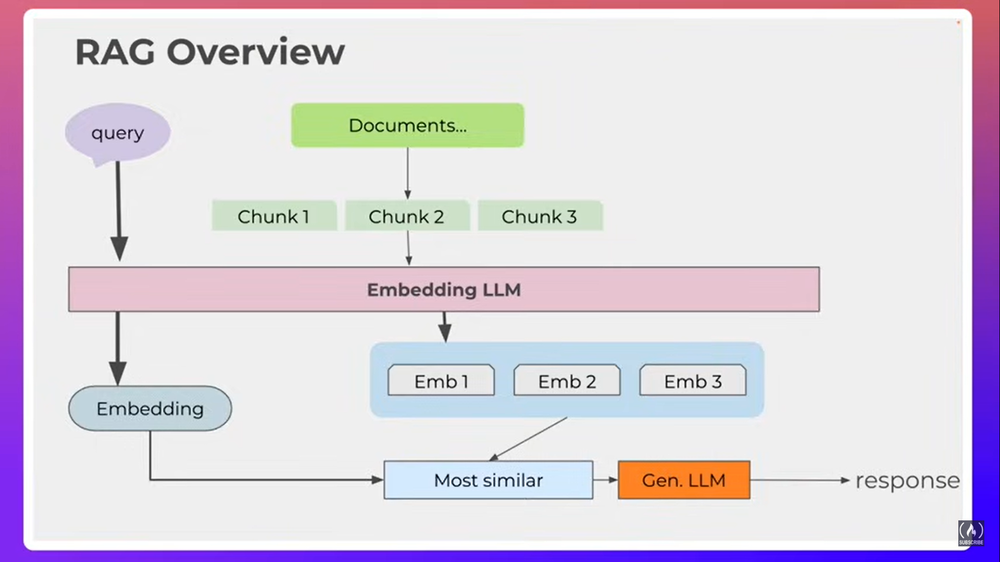 RAG Overview
query
Documents...
Chunk 1
Chunk 2
Chunk 3
Embedding LLM
Emb 1
Emb 2
Emb 3
Embedding
Most similar
Gen. LLM
response
SUBSCRIBE